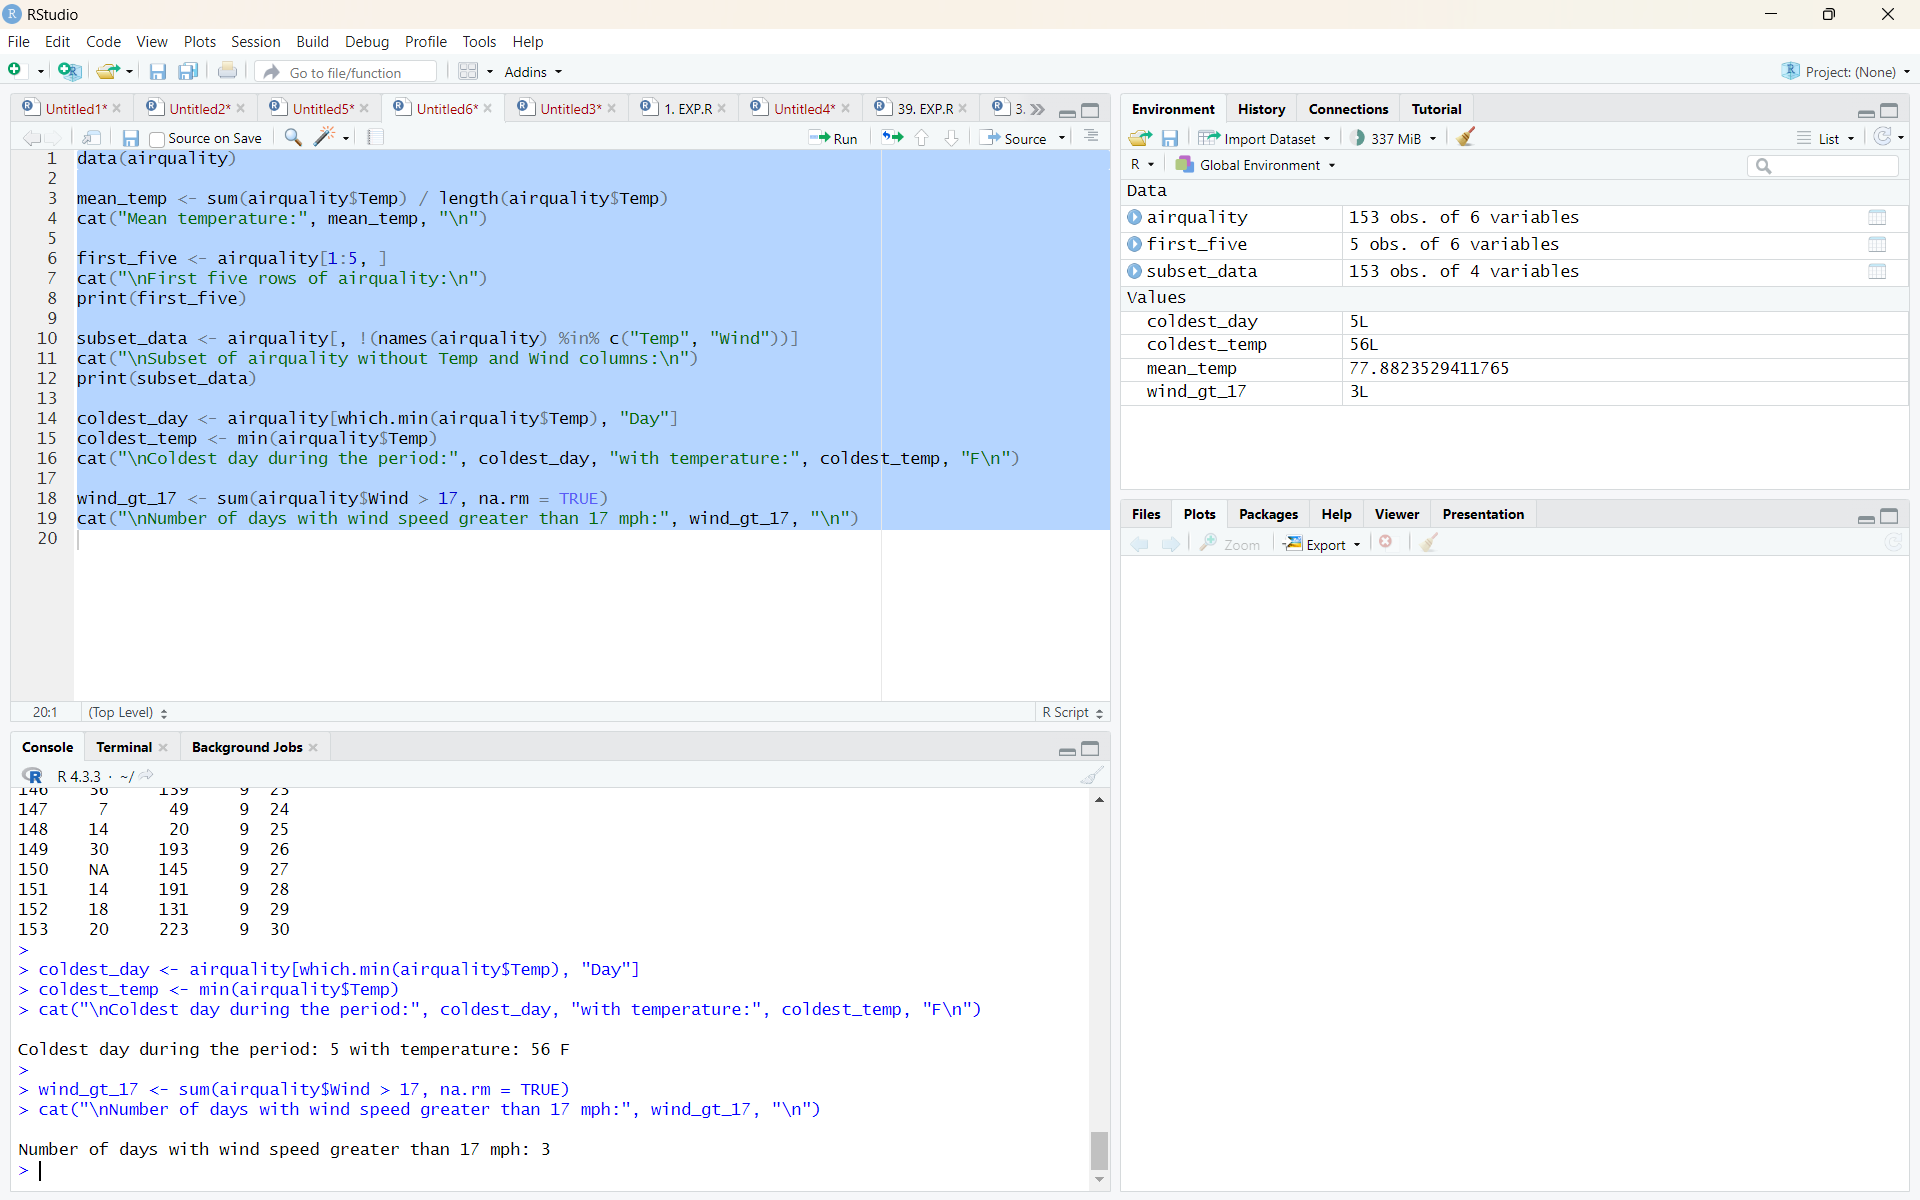 RStudio
File Edit Code View Plots Session Build Debug Profile Tools Help
Go to file/function Addins Project: (None)
Untitled1* Untitled2* Untitled5* Untitled6* Untitled3* 1. EXP.R Untitled4* 39. EXP.R 3.
Source on Save Run Source
1 data(airquality)
2
3 mean_temp <- sum(airquality$Temp) / length(airquality$Temp)
4 cat("Mean temperature:", mean_temp, "\n")
5
6 first_five <- airquality[1:5, ]
7 cat("\nFirst five rows of airquality:\n")
8 print(first_five)
9
10 subset_data <- airquality[, !(names(airquality) %in% c("Temp", "Wind"))]
11 cat("\nSubset of airquality without Temp and Wind columns:\n")
12 print(subset_data)
13
14 coldest_day <- airquality[which.min(airquality$Temp), "Day"]
15 coldest_temp <- min(airquality$Temp)
16 cat("\nColdest day during the period:", coldest_day, "with temperature:", coldest_temp, "F\n")
17
18 wind_gt_17 <- sum(airquality$Wind > 17, na.rm = TRUE)
19 cat("\nNumber of days with wind speed greater than 17 mph:", wind_gt_17, "\n")
20
20:1 (Top Level) R Script
Console Terminal Background Jobs
R 4.3.3 · ~/
146 36 139 9 23
147 7 49 9 24
148 14 20 9 25
149 30 193 9 26
150 NA 145 9 27
151 14 191 9 28
152 18 131 9 29
153 20 223 9 30
>
> coldest_day <- airquality[which.min(airquality$Temp), "Day"]
> coldest_temp <- min(airquality$Temp)
> cat("\nColdest day during the period:", coldest_day, "with temperature:", coldest_temp, "F\n")
Coldest day during the period: 5 with temperature: 56 F
>
> wind_gt_17 <- sum(airquality$Wind > 17, na.rm = TRUE)
> cat("\nNumber of days with wind speed greater than 17 mph:", wind_gt_17, "\n")
Number of days with wind speed greater than 17 mph: 3
>
Environment History Connections Tutorial
Import Dataset 337 MiB List
R Global Environment
Data
airquality 153 obs. of 6 variables
first_five 5 obs. of 6 variables
subset_data 153 obs. of 4 variables
Values
coldest_day 5L
coldest_temp 56L
mean_temp 77.8823529411765
wind_gt_17 3L
Files Plots Packages Help Viewer Presentation
Zoom Export